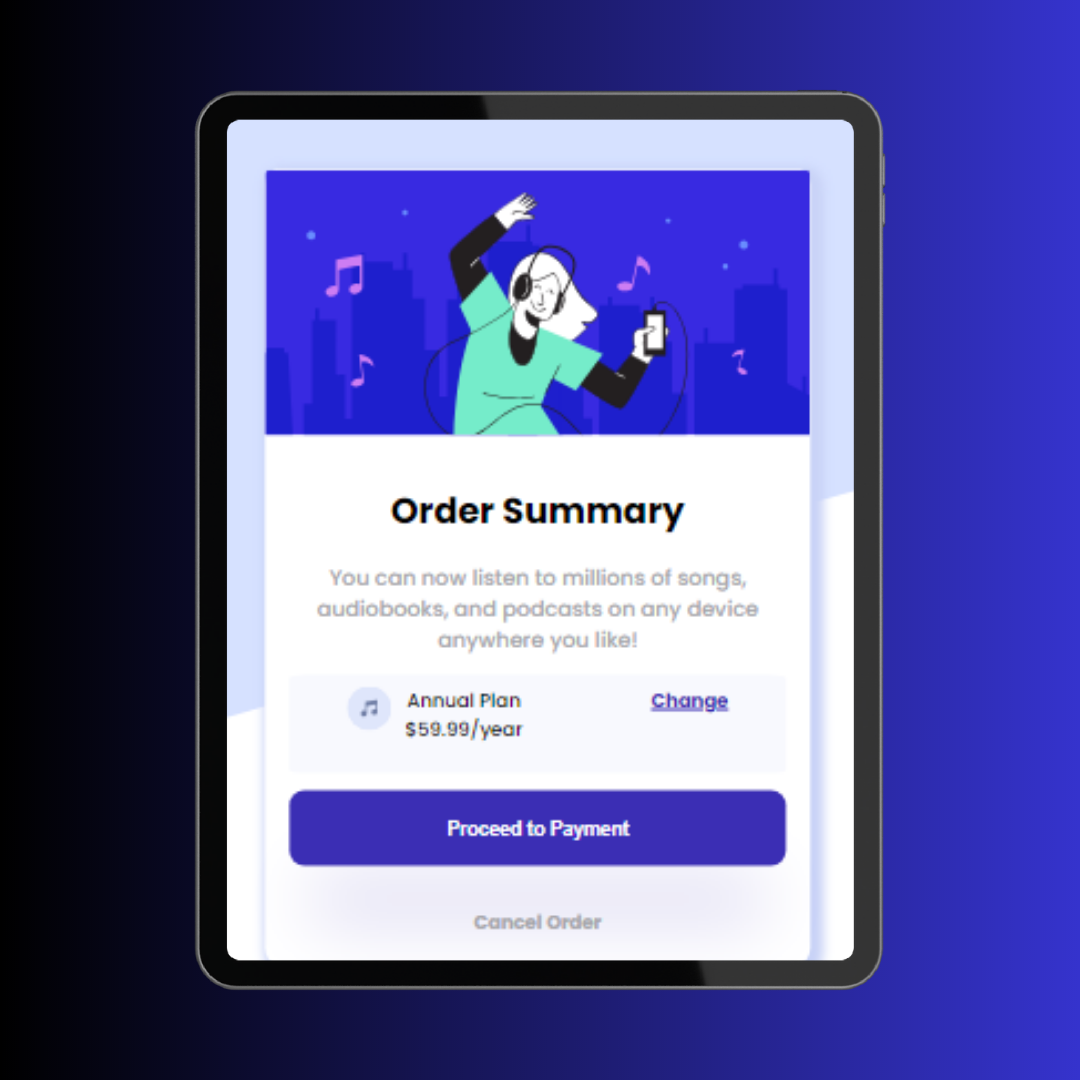 Order Summary
You can now listen to millions of songs,
audiobooks, and podcasts on any device
anywhere you like!
Annual Plan
Change
$59.99/year
Proceed to Payment
Cancel Order